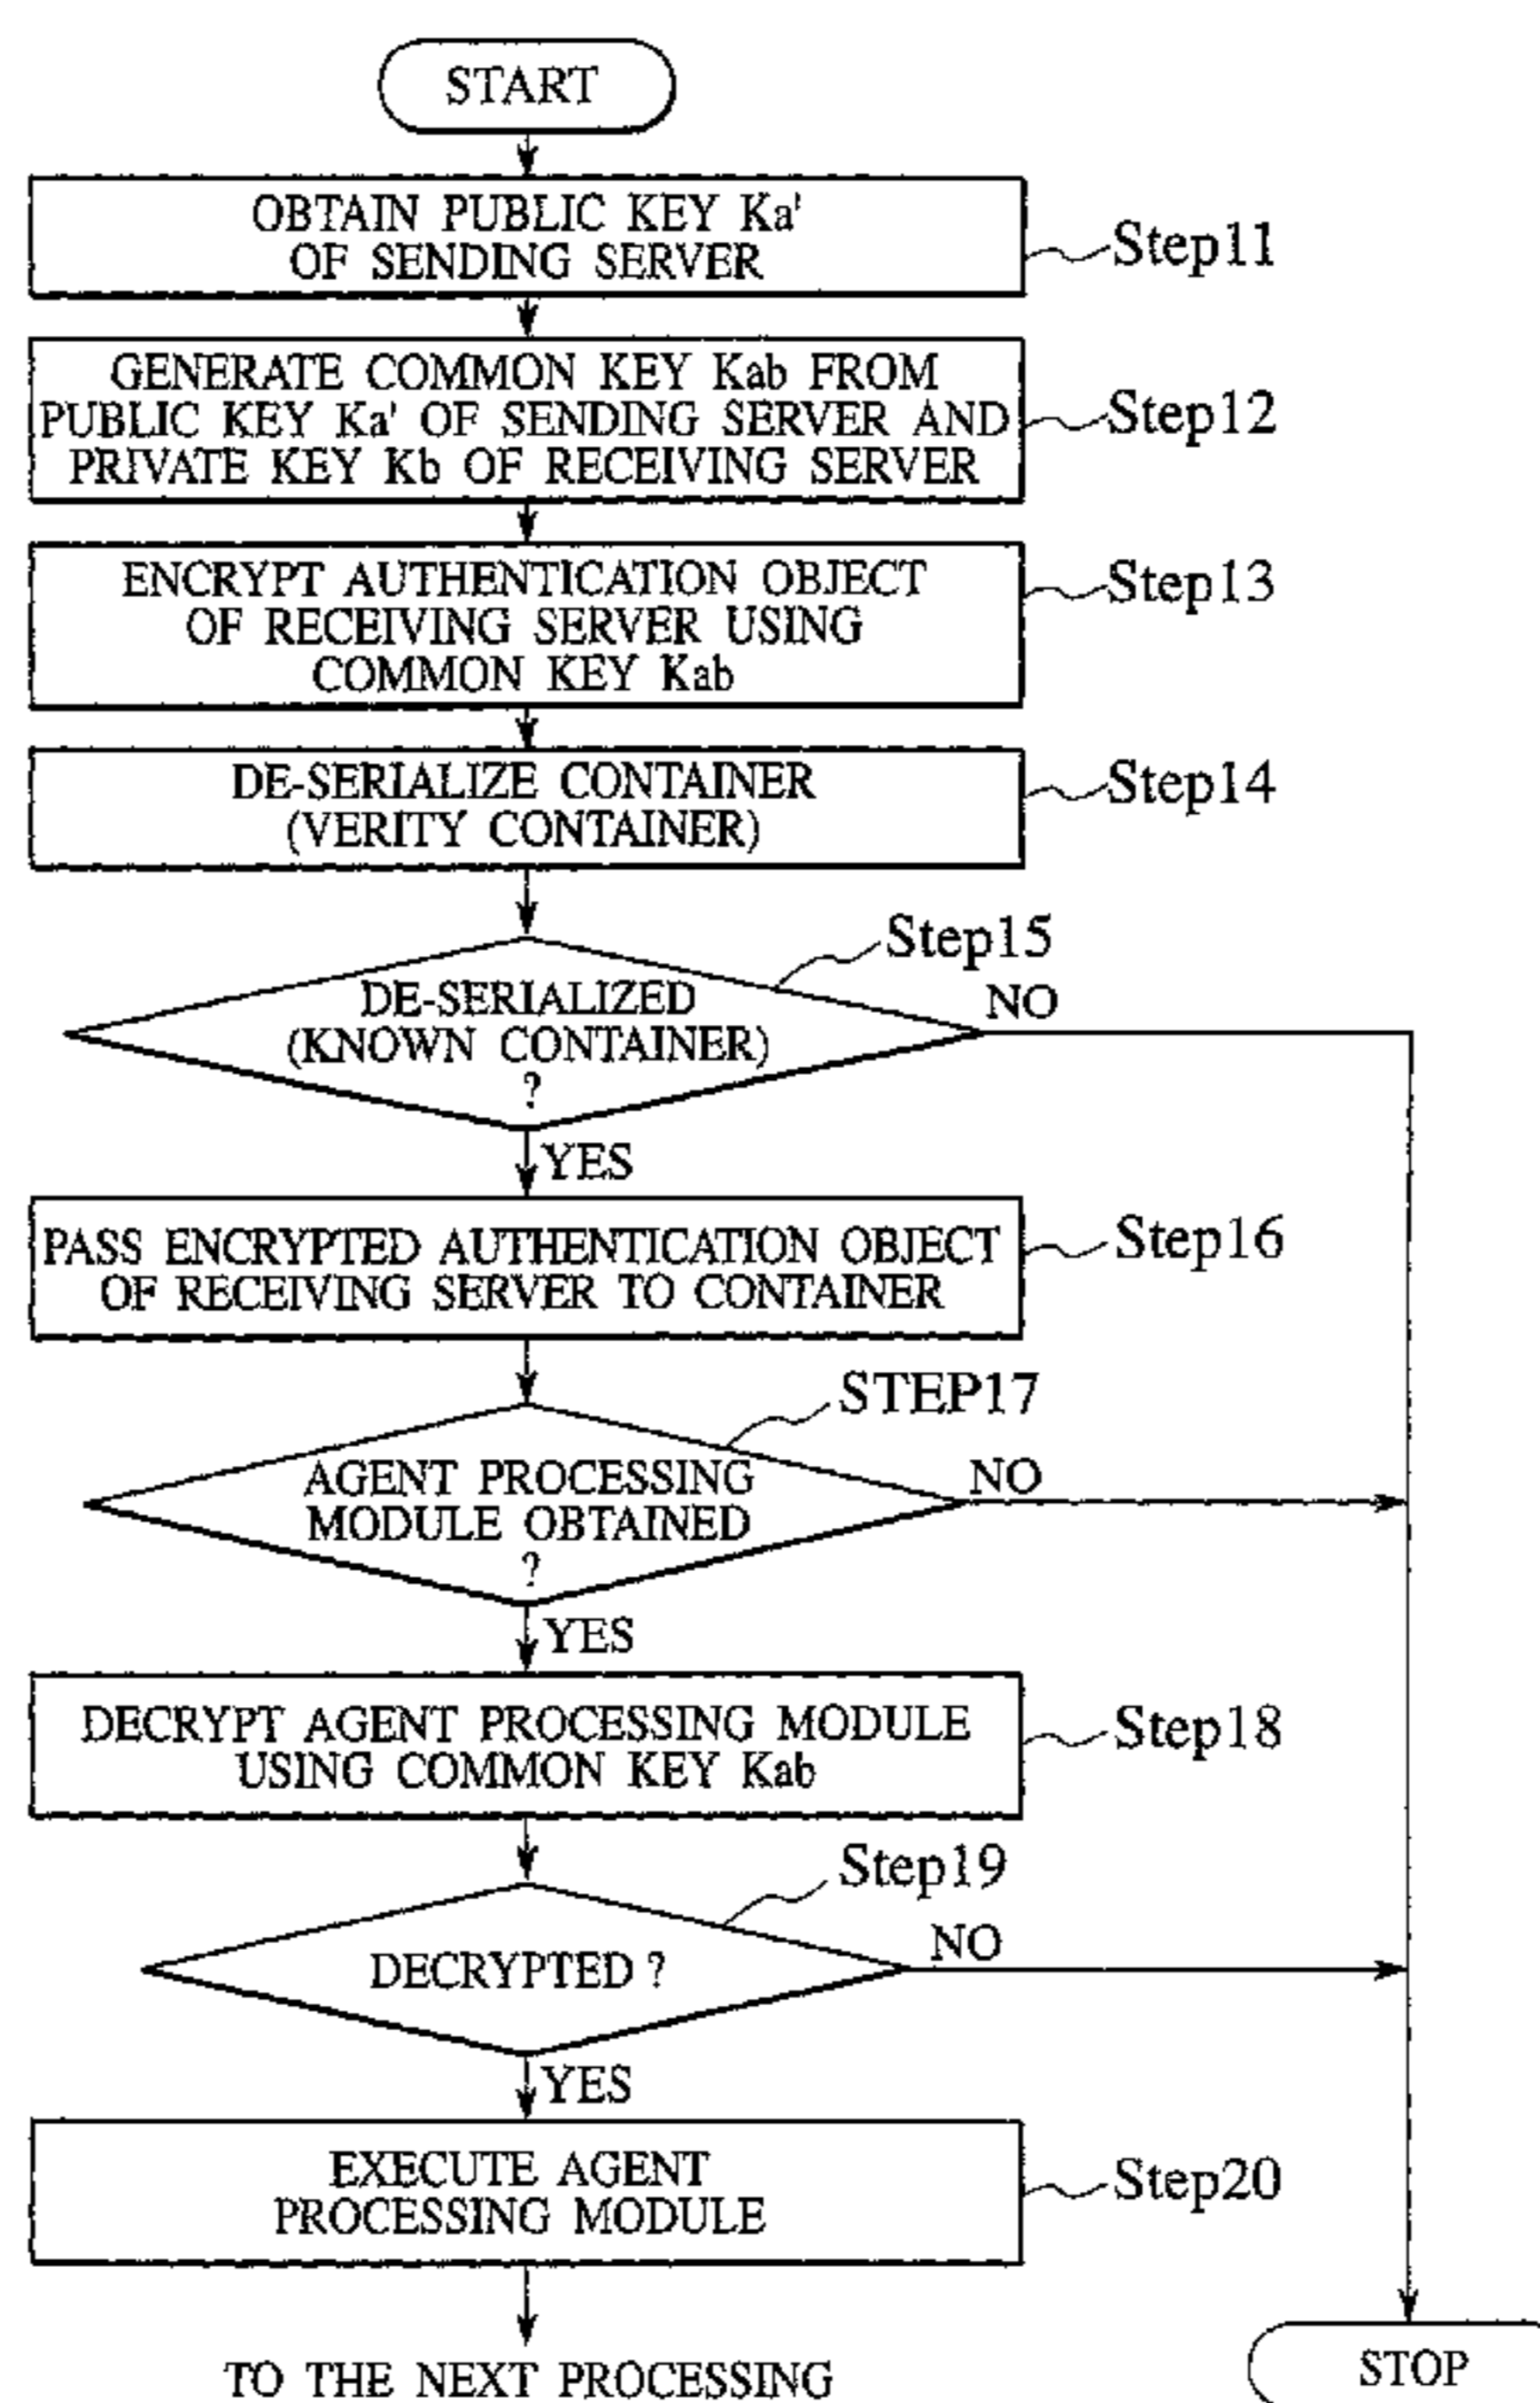 START
OBTAIN PUBLIC KEY Ka'
OF SENDING SERVER
Step11
GENERATE COMMON KEY Kab FROM
PUBLIC KEY Ka' OF SENDING SERVER AND
PRIVATE KEY Kb OF RECEIVING SERVER
Step12
ENCRYPT AUTHENTICATION OBJECT
OF RECEIVING SERVER USING
COMMON KEY Kab
Step13
DE-SERIALIZE CONTAINER
(VERITY CONTAINER)
Step14
Step15
DE-SERIALIZED
(KNOWN CONTAINER)
?
NO
YES
PASS ENCRYPTED AUTHENTICATION OBJECT
OF RECEIVING SERVER TO CONTAINER
Step16
STEP17
AGENT PROCESSING
MODULE OBTAINED
?
NO
YES
DECRYPT AGENT PROCESSING MODULE
USING COMMON KEY Kab
Step18
Step19
DECRYPTED ?
NO
YES
EXECUTE AGENT
PROCESSING MODULE
Step20
TO THE NEXT PROCESSING
STOP